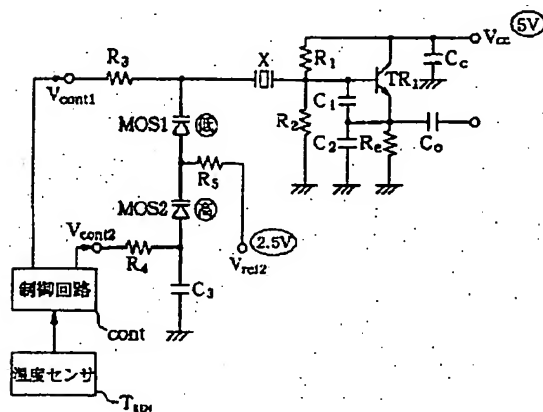 5V
Vcc
R3
X
R1
Cc
TR1
Vcont1
MOS1 低
C1
R2
C2
Re
Co
R5
MOS2 高
Vcont2
R4
2.5V
Vref2
C3
制御回路
cont
温度センサ